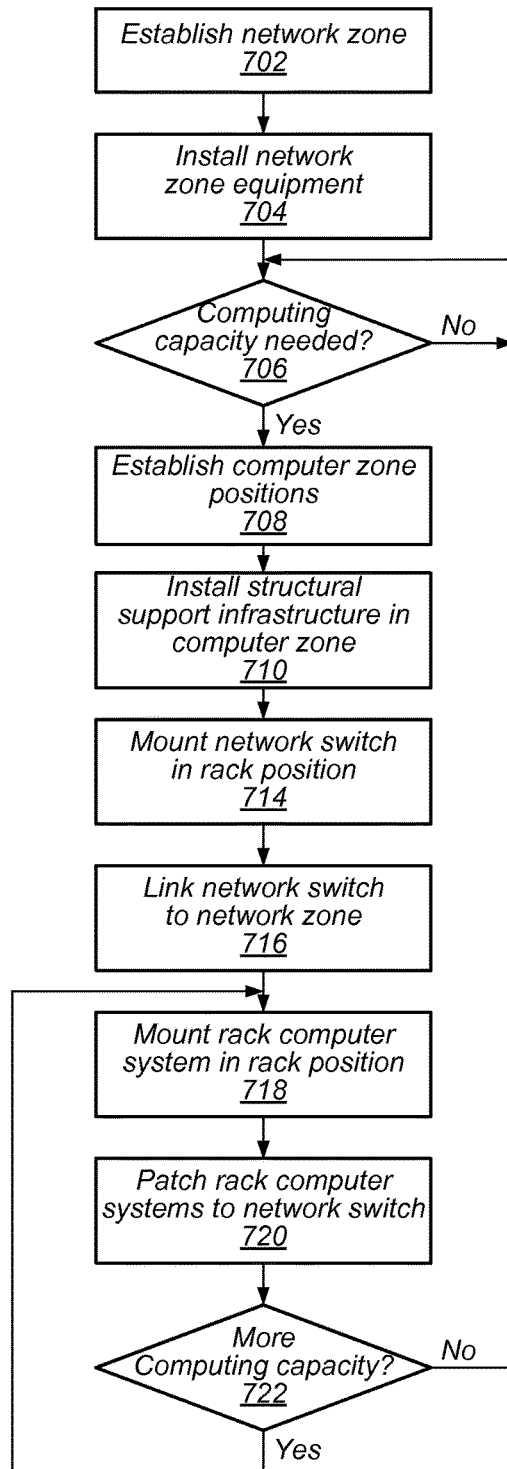 Establish network zone
702
Install network
zone equipment
704
Computing
capacity needed?
706
No
Yes
Establish computer zone
positions
708
Install structural
support infrastructure in
computer zone
710
Mount network switch
in rack position
714
Link network switch
to network zone
716
Mount rack computer
system in rack position
718
Patch rack computer
systems to network switch
720
More
Computing capacity?
722
No
Yes